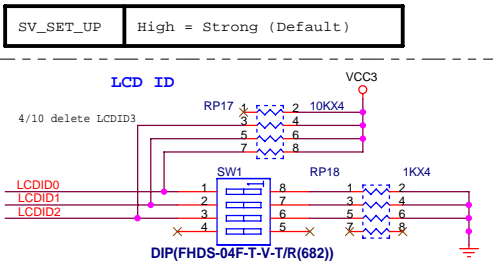 SV_SET_UP High = Strong (Default)
LCD ID
VCC3
RP17 1 2 10KX4
4/10 delete LCDID3
3 4
5 6
7 8
SW1 RP18 1KX4
LCDID0 1 8 1 2
LCDID1 2 7 3 4
LCDID2 3 6 5 6
4 5 7 8
DIP(FHDS-04F-T-V-T/R(682))